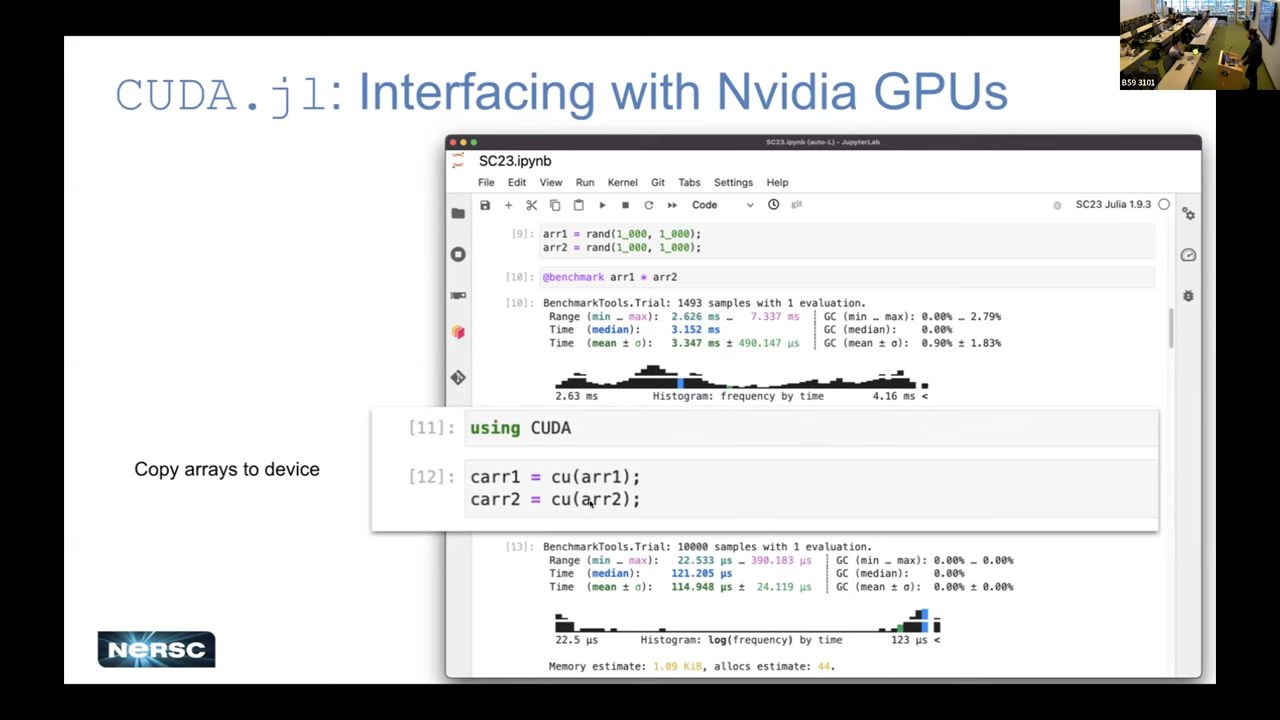 B59 3101
CUDA.jl: Interfacing with Nvidia GPUs
SC23.ipynb (auto-L) - JupyterLab
SC23.ipynb
File Edit View Run Kernel Git Tabs Settings Help
Code git SC23 Julia 1.9.3
[9]: arr1 = rand(1_000, 1_000);
arr2 = rand(1_000, 1_000);
[10]: @benchmark arr1 * arr2
[10]: BenchmarkTools.Trial: 1493 samples with 1 evaluation.
Range (min … max): 2.626 ms … 7.337 ms | GC (min … max): 0.00% … 2.79%
Time (median): 3.152 ms | GC (median): 0.00%
Time (mean ± σ): 3.347 ms ± 490.147 μs | GC (mean ± σ): 0.90% ± 1.83%
2.63 ms Histogram: frequency by time 4.16 ms <
[11]: using CUDA
Copy arrays to device
[12]: carr1 = cu(arr1);
carr2 = cu(arr2);
[13]: BenchmarkTools.Trial: 10000 samples with 1 evaluation.
Range (min … max): 22.533 μs … 390.183 μs | GC (min … max): 0.00% … 0.00%
Time (median): 121.205 μs | GC (median): 0.00%
Time (mean ± σ): 114.948 μs ± 24.119 μs | GC (mean ± σ): 0.00% ± 0.00%
22.5 μs Histogram: log(frequency) by time 123 μs <
Memory estimate: 1.09 KiB, allocs estimate: 44.
NERSC